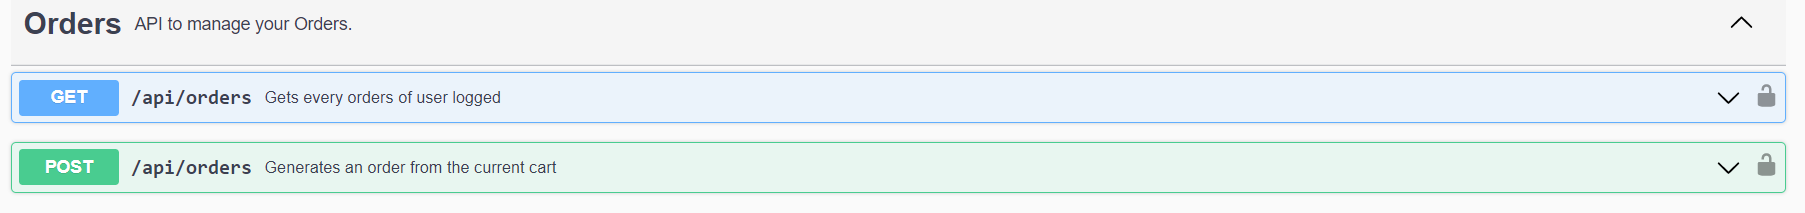 Orders API to manage your Orders.
GET /api/orders Gets every orders of user logged
POST /api/orders Generates an order from the current cart